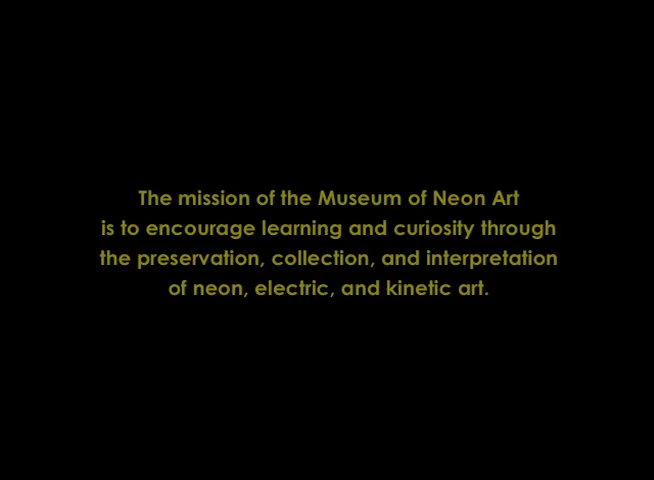 The mission of the Museum of Neon Art
is to encourage learning and curiosity through
the preservation, collection, and interpretation
of neon, electric, and kinetic art.